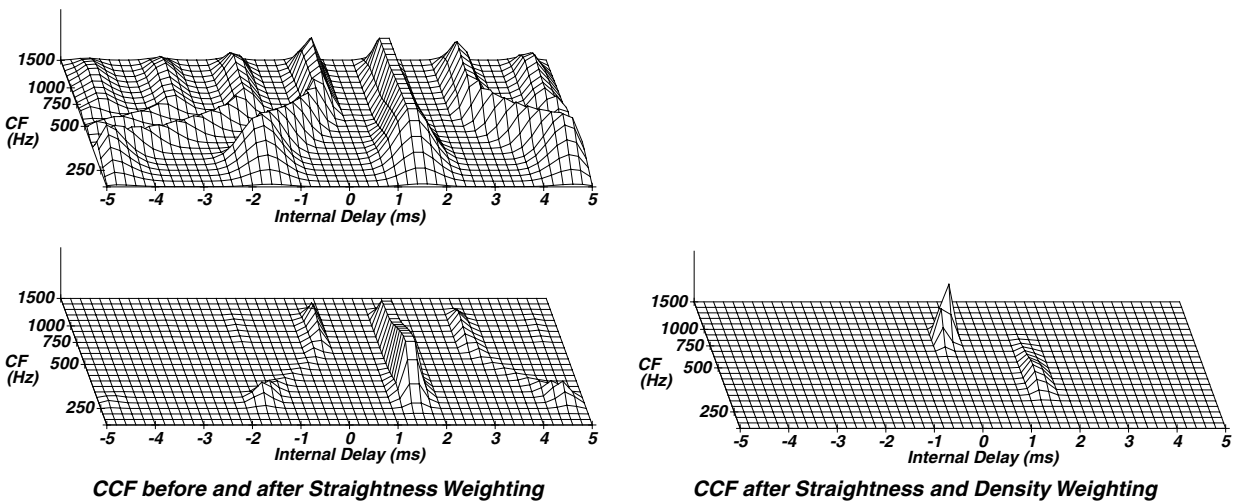 1500
1000
750
500
250
CF
(Hz)
-5 -4 -3 -2 -1 0 1 2 3 4 5
Internal Delay (ms)
1500
1000
750
500
250
CF
(Hz)
-5 -4 -3 -2 -1 0 1 2 3 4 5
Internal Delay (ms)
CCF before and after Straightness Weighting
1500
1000
750
500
250
CF
(Hz)
-5 -4 -3 -2 -1 0 1 2 3 4 5
Internal Delay (ms)
CCF after Straightness and Density Weighting